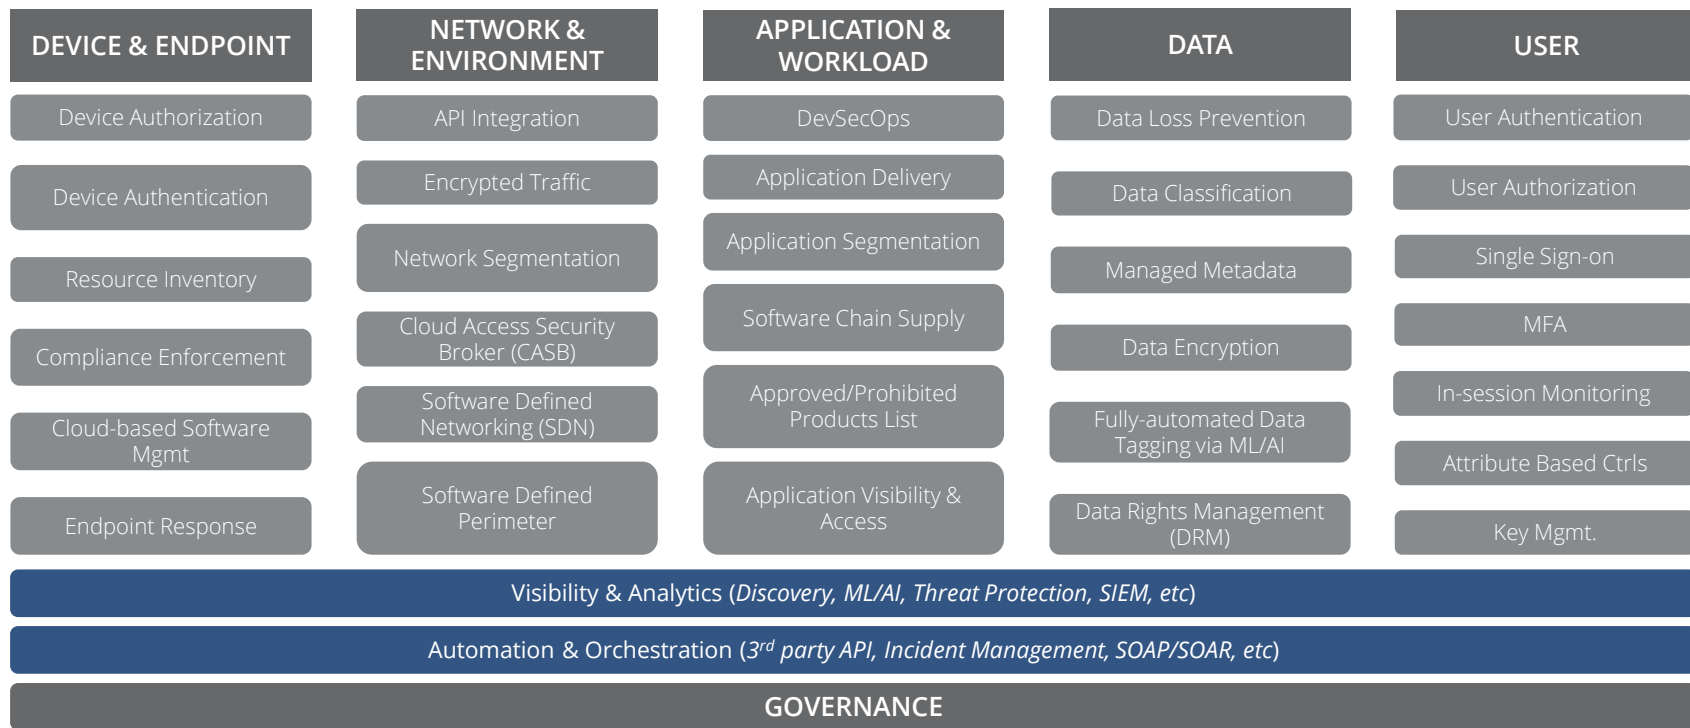 DEVICE & ENDPOINT
Device Authorization
Device Authentication
Resource Inventory
Compliance Enforcement
Cloud-based Software
Mgmt
Endpoint Response
NETWORK &
ENVIRONMENT
API Integration
Encrypted Traffic
Network Segmentation
Cloud Access Security
Broker (CASB)
Software Defined
Networking (SDN)
Software Defined
Perimeter
APPLICATION &
WORKLOAD
DevSecOps
Application Delivery
Application Segmentation
Software Chain Supply
Approved/Prohibited
Products List
Application Visibility &
Access
DATA
Data Loss Prevention
Data Classification
Managed Metadata
Data Encryption
Fully-automated Data
Tagging via ML/AI
Data Rights Management
(DRM)
USER
User Authentication
User Authorization
Single Sign-on
MFA
In-session Monitoring
Attribute Based Ctrls
Key Mgmt.
Visibility & Analytics (Discovery, ML/AI, Threat Protection, SIEM, etc)
Automation & Orchestration (3rd party API, Incident Management, SOAP/SOAR, etc)
GOVERNANCE